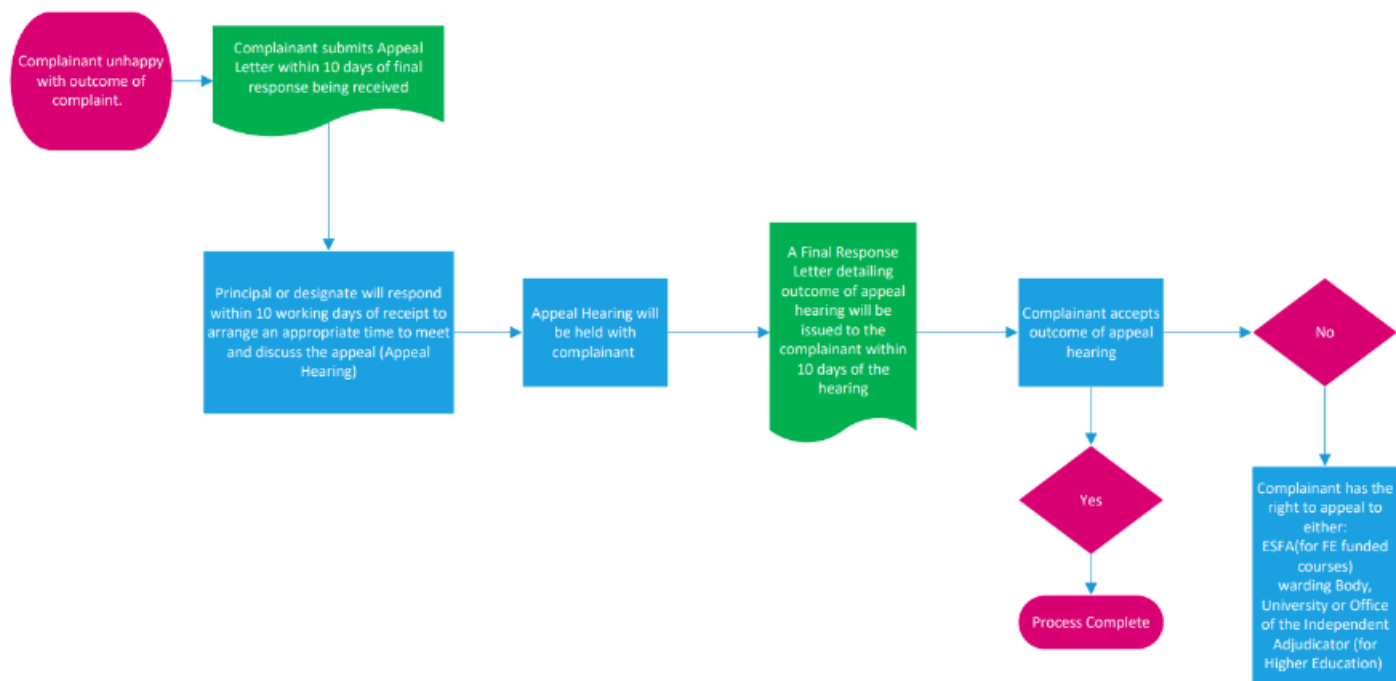 Complainant unhappy
with outcome of
complaint.
Complainant submits Appeal
Letter within 10 days of final
response being received
Principal or designate will respond
within 10 working days of receipt to
arrange an appropriate time to meet
and discuss the appeal (Appeal
Hearing)
Appeal Hearing will
be held with
complainant
A Final Response
Letter detailing
outcome of appeal
hearing will be
issued to the
complainant within
10 days of the
hearing
Complainant accepts
outcome of appeal
hearing
No
Yes
Process Complete
Complainant has the
right to appeal to
either:
ESFA(for FE funded
courses)
warding Body,
University or Office
of the Independent
Adjudicator (for
Higher Education)